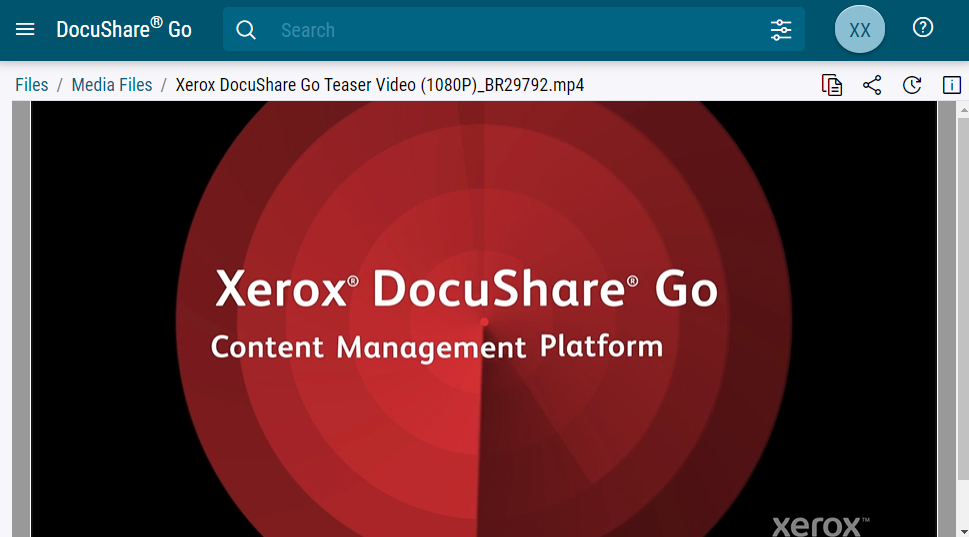 DocuShare® Go
Search
XX
Files / Media Files / Xerox DocuShare Go Teaser Video (1080P)_BR29792.mp4
Xerox® DocuShare® Go
Content Management Platform
xerox™